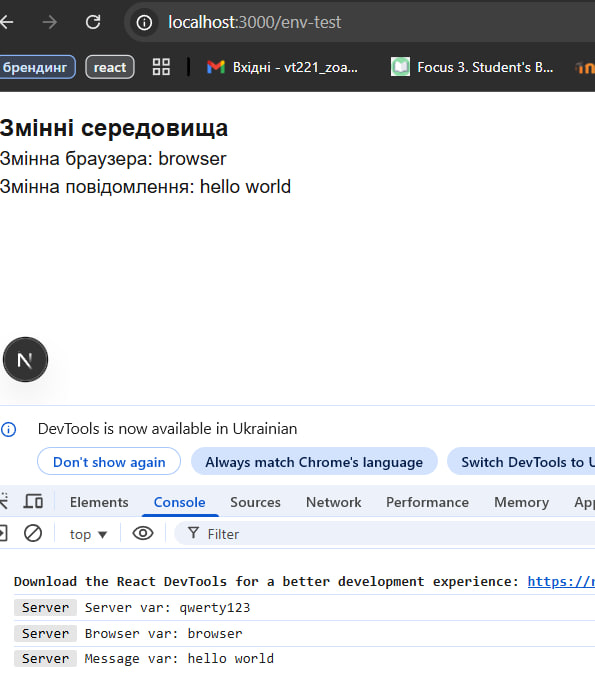 localhost:3000/env-test
брендинг react Вхідні - vt221_zoa... Focus 3. Student's B...
Змінні середовища
Змінна браузера: browser
Змінна повідомлення: hello world
N
DevTools is now available in Ukrainian
Don't show again Always match Chrome's language Switch DevTools to U
Elements Console Sources Network Performance Memory App
top Filter
Download the React DevTools for a better development experience: https://r
Server Server var: qwerty123
Server Browser var: browser
Server Message var: hello world